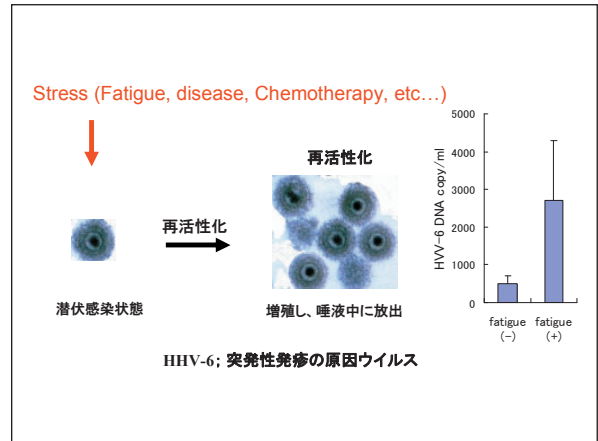 Stress (Fatigue, disease, Chemotherapy, etc…)
再活性化
再活性化
潜伏感染状態
増殖し、唾液中に放出
HHV-6; 突発性発疹の原因ウイルス
HVV-6 DNA copy/ml
5000
4000
3000
2000
1000
0
fatigue
(-)
fatigue
(+)